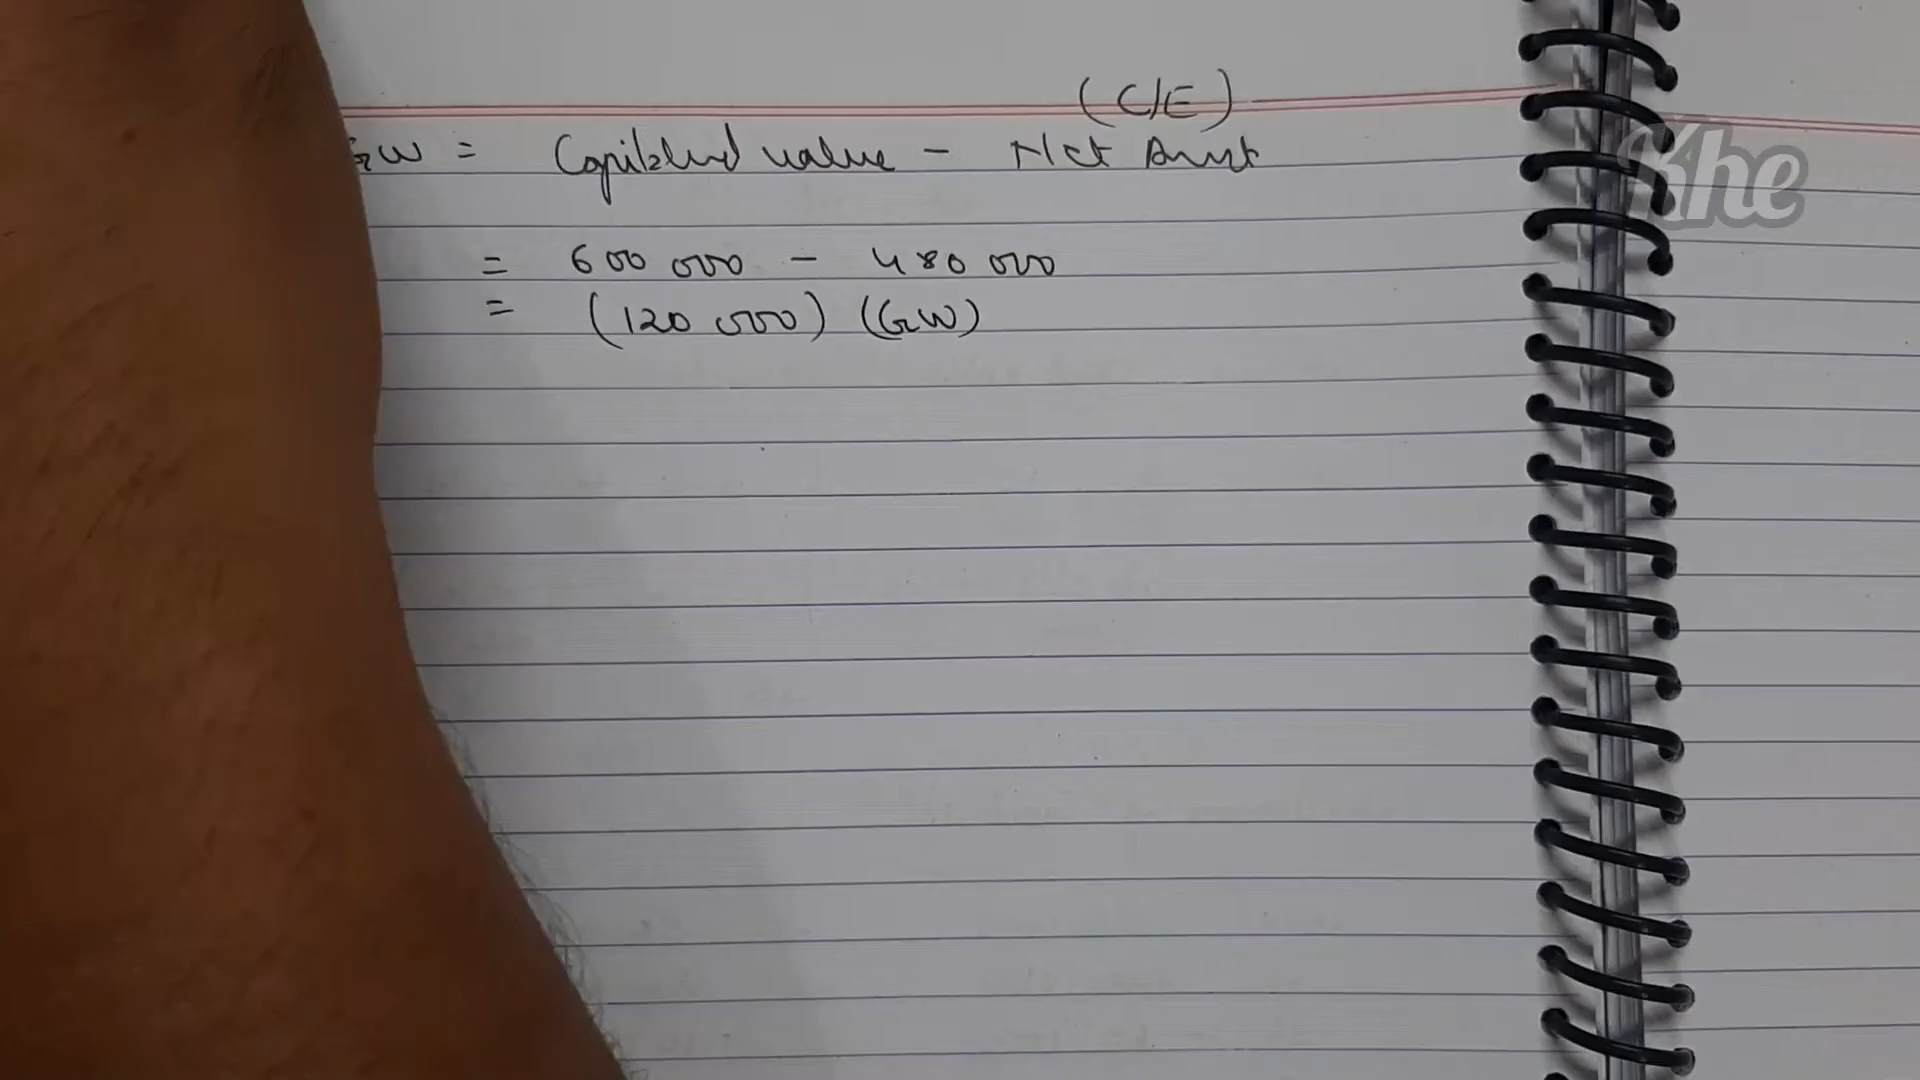 (C/E)
GW = Capitalised value - Net Asset
= 600 000 - 480 000
= (120 000) (GW)
Khe